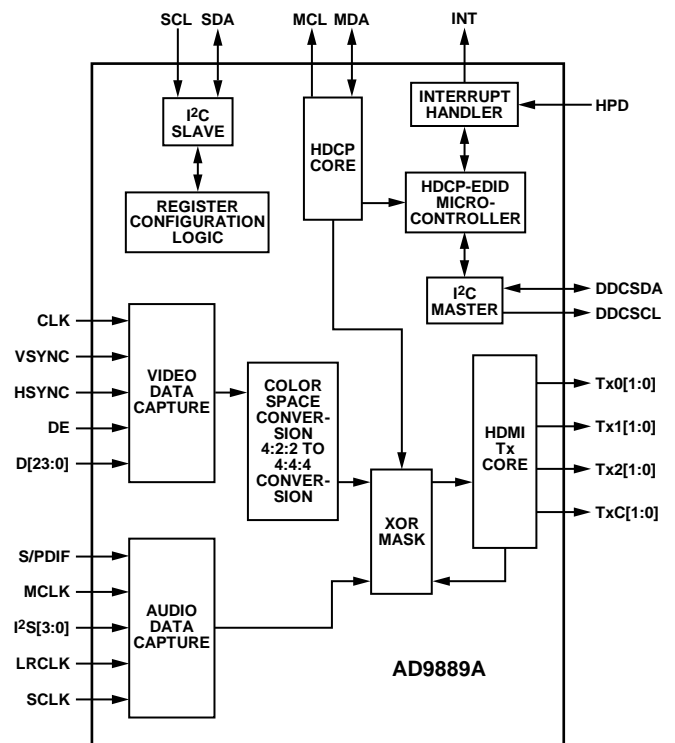 SCL SDA
MCL MDA
INT
I²C
SLAVE
HDCP
CORE
INTERRUPT
HANDLER
HPD
REGISTER
CONFIGURATION
LOGIC
HDCP-EDID
MICRO-
CONTROLLER
I²C
MASTER
DDCSDA
DDCSCL
CLK
VSYNC
HSYNC
DE
D[23:0]
VIDEO
DATA
CAPTURE
COLOR
SPACE
CONVER-
SION
4:2:2 TO
4:4:4
CONVER-
SION
XOR
MASK
HDMI
Tx
CORE
Tx0[1:0]
Tx1[1:0]
Tx2[1:0]
TxC[1:0]
S/PDIF
MCLK
I²S[3:0]
LRCLK
SCLK
AUDIO
DATA
CAPTURE
AD9889A